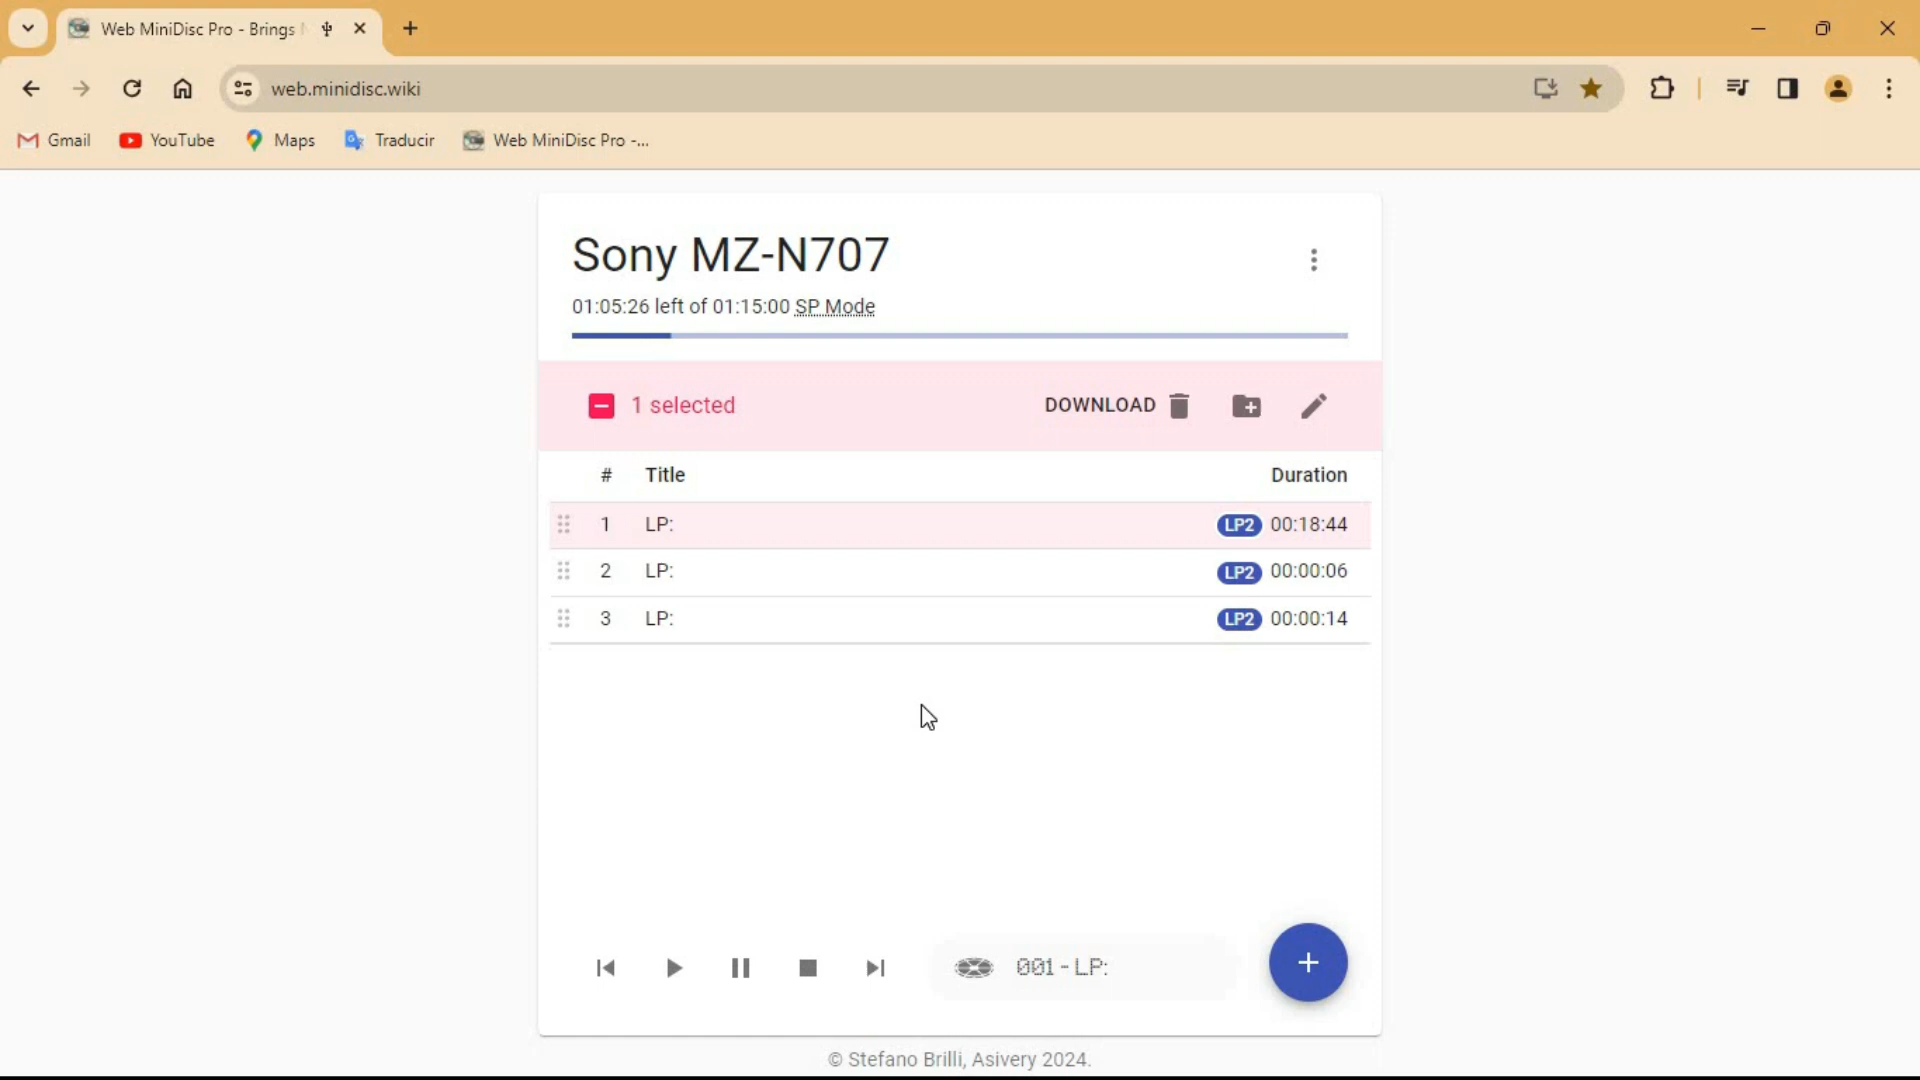 Web MiniDisc Pro - Brings
web.minidisc.wiki
Gmail YouTube Maps Traducir Web MiniDisc Pro -...
Sony MZ-N707
01:05:26 left of 01:15:00 SP Mode
1 selected DOWNLOAD
# Title Duration
1 LP: LP2 00:18:44
2 LP: LP2 00:00:06
3 LP: LP2 00:00:14
001 - LP:
© Stefano Brilli, Asivery 2024.